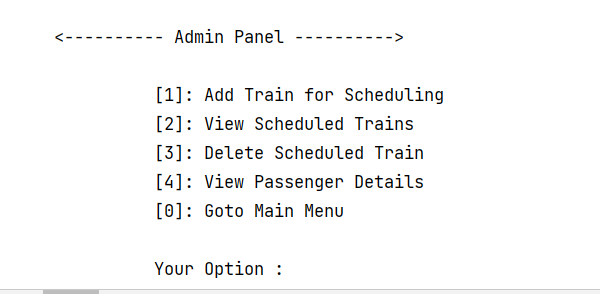 <---------- Admin Panel ---------->
[1]: Add Train for Scheduling
[2]: View Scheduled Trains
[3]: Delete Scheduled Train
[4]: View Passenger Details
[0]: Goto Main Menu
Your Option :